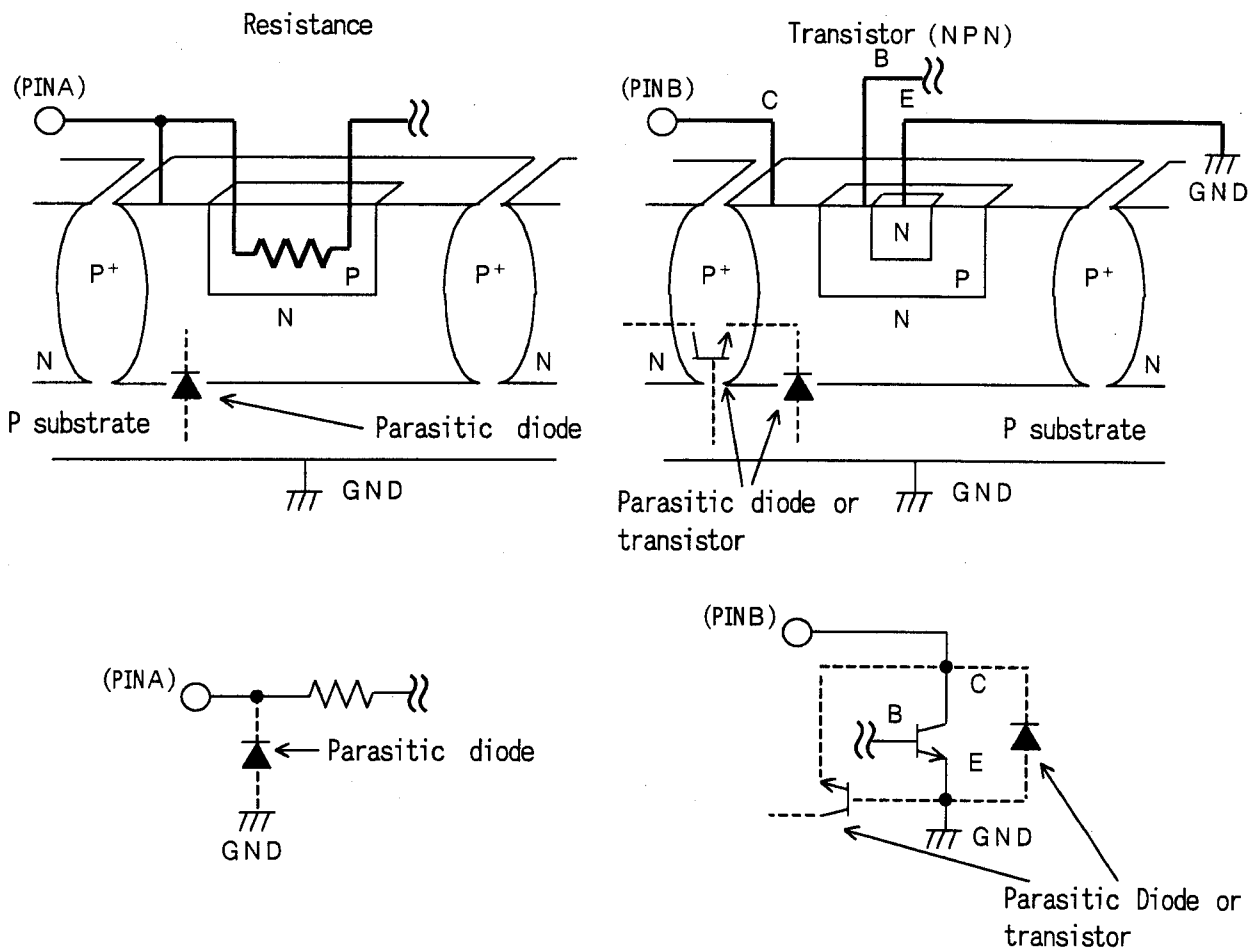 Resistance
(PINA)
P+
P
P+
N
N
N
P substrate
Parasitic diode
GND
Transistor (NPN)
B
(PINB)
C
E
GND
N
P+
P
P+
N
N
N
P substrate
GND
Parasitic diode or
transistor
(PINA)
Parasitic diode
GND
(PINB)
C
B
E
GND
Parasitic Diode or
transistor